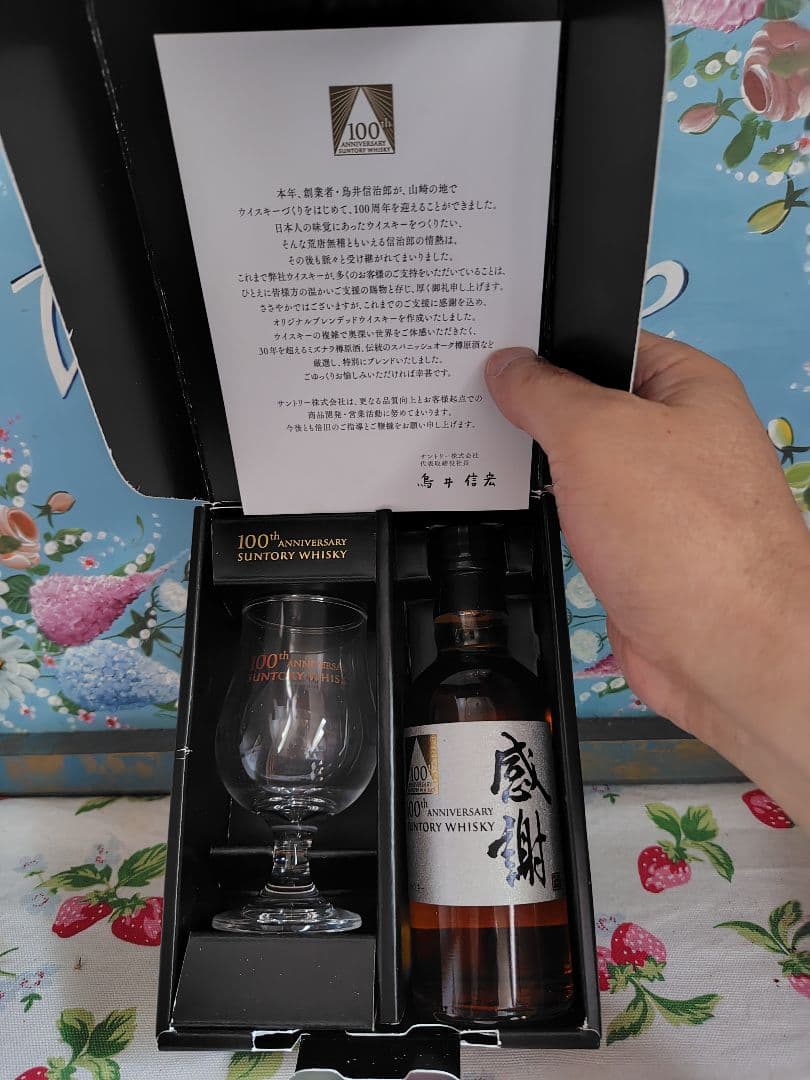 100th
ANNIVERSARY
SUNTORY WHISKY
本年、創業者・鳥井信治郎が、山崎の地で
ウイスキーづくりをはじめて、100周年を迎えることができました。
日本人の味覚にあったウイスキーをつくりたい、
そんな荒唐無稽ともいえる信治郎の情熱は、
その後も脈々と受け継がれてまいりました。
これまで弊社ウイスキーが、多くのお客様のご支持をいただいていることは、
ひとえに皆様方の温かいご支援の賜物と存じ、厚く御礼申し上げます。
ささやかではございますが、これまでのご支援に感謝を込め、
オリジナルブレンデッドウイスキーを作成いたしました。
ウイスキーの複雑で奥深い世界をご体感いただきたく、
30年を超えるミズナラ樽原酒、伝統のスパニッシュオーク樽原酒など
厳選し、特別にブレンドいたしました。
ごゆっくりお愉しみいただければ幸甚です。
サントリー株式会社は、更なる品質向上とお客様起点での
商品開発・営業活動に努めてまいります。
今後とも倍旧のご指導とご鞭撻をお願い申し上げます。
サントリー株式会社
代表取締役社長
鳥井信宏
100th ANNIVERSARY
SUNTORY WHISKY
100th ANNIVERSA
SUNTORY WHIS
100th
感謝
00th ANNIVERSARY
SUNTORY WHISKY